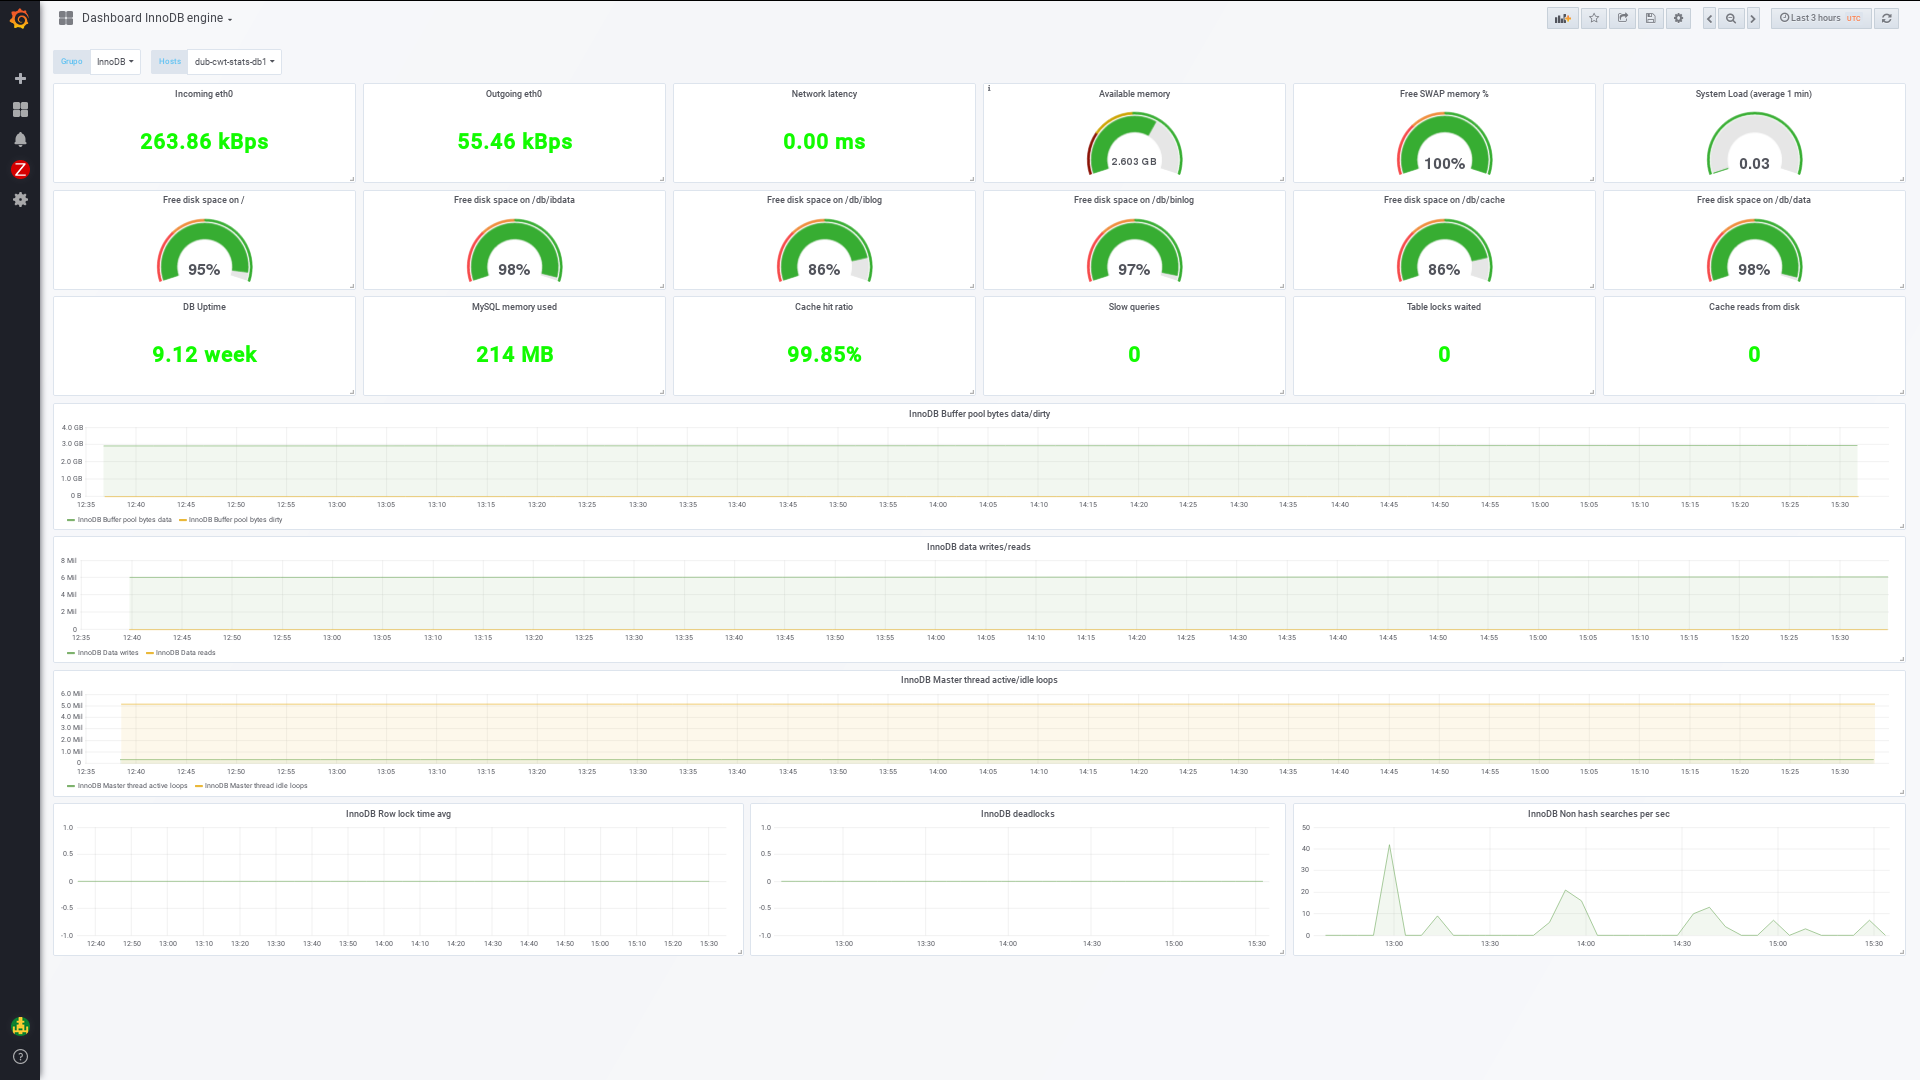 Dashboard InnoDB engine
Last 3 hours UTC
Grupo InnoDB Hosts dub-cwt-stats-db1
Incoming eth0
263.86 kBps
Outgoing eth0
55.46 kBps
Network latency
0.00 ms
i
Available memory
2.603 GB
Free SWAP memory %
100%
System Load (average 1 min)
0.03
Z
Free disk space on /
95%
Free disk space on /db/ibdata
98%
Free disk space on /db/iblog
86%
Free disk space on /db/binlog
97%
Free disk space on /db/cache
86%
Free disk space on /db/data
98%
DB Uptime
9.12 week
MySQL memory used
214 MB
Cache hit ratio
99.85%
Slow queries
0
Table locks waited
0
Cache reads from disk
0
InnoDB Buffer pool bytes data/dirty
4.0 GB
3.0 GB
2.0 GB
1.0 GB
0 B
12:35 12:40 12:45 12:50 12:55 13:00 13:05 13:10 13:15 13:20 13:25 13:30 13:35 13:40 13:45 13:50 13:55 14:00 14:05 14:10 14:15 14:20 14:25 14:30 14:35 14:40 14:45 14:50 14:55 15:00 15:05 15:10 15:15 15:20 15:25 15:30
InnoDB Buffer pool bytes data InnoDB Buffer pool bytes dirty
InnoDB data writes/reads
8 Mil
6 Mil
4 Mil
2 Mil
0
12:35 12:40 12:45 12:50 12:55 13:00 13:05 13:10 13:15 13:20 13:25 13:30 13:35 13:40 13:45 13:50 13:55 14:00 14:05 14:10 14:15 14:20 14:25 14:30 14:35 14:40 14:45 14:50 14:55 15:00 15:05 15:10 15:15 15:20 15:25 15:30
InnoDB Data writes InnoDB Data reads
InnoDB Master thread active/idle loops
6.0 Mil
5.0 Mil
4.0 Mil
3.0 Mil
2.0 Mil
1.0 Mil
0
12:35 12:40 12:45 12:50 12:55 13:00 13:05 13:10 13:15 13:20 13:25 13:30 13:35 13:40 13:45 13:50 13:55 14:00 14:05 14:10 14:15 14:20 14:25 14:30 14:35 14:40 14:45 14:50 14:55 15:00 15:05 15:10 15:15 15:20 15:25 15:30
InnoDB Master thread active loops InnoDB Master thread idle loops
InnoDB Row lock time avg
1.0
0.5
0
-0.5
-1.0
12:40 12:50 13:00 13:10 13:20 13:30 13:40 13:50 14:00 14:10 14:20 14:30 14:40 14:50 15:00 15:10 15:20 15:30
InnoDB deadlocks
1.0
0.5
0
-0.5
-1.0
13:00 13:30 14:00 14:30 15:00 15:30
InnoDB Non hash searches per sec
50
40
30
20
10
0
13:00 13:30 14:00 14:30 15:00 15:30
?